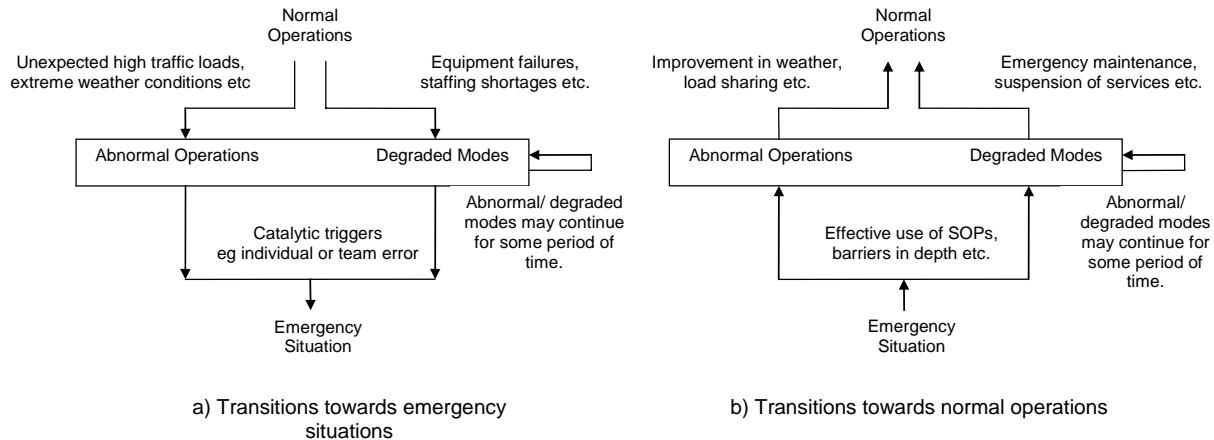 Normal
Operations
Unexpected high traffic loads,
extreme weather conditions etc
Equipment failures,
staffing shortages etc.
Abnormal Operations
Degraded Modes
Abnormal/ degraded
modes may continue
for some period of
time.
Catalytic triggers
eg individual or team error
Emergency
Situation
a) Transitions towards emergency
situations
Normal
Operations
Improvement in weather,
load sharing etc.
Emergency maintenance,
suspension of services etc.
Abnormal Operations
Degraded Modes
Abnormal/
degraded modes
may continue for
some period of
time.
Effective use of SOPs,
barriers in depth etc.
Emergency
Situation
b) Transitions towards normal operations